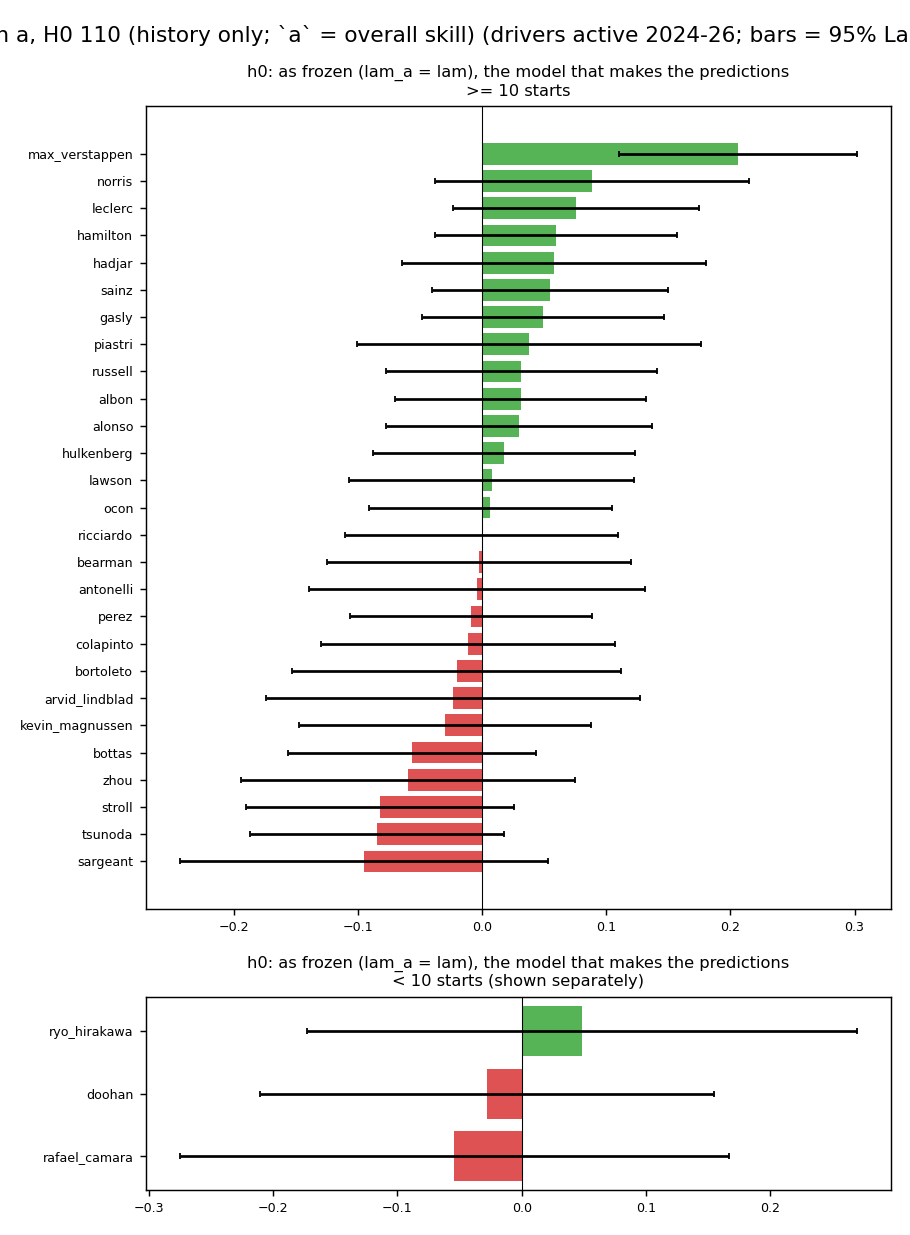 n a, H0 110 (history only; `a` = overall skill) (drivers active 2024-26; bars = 95% La
h0: as frozen (lam_a = lam), the model that makes the predictions
>= 10 starts
max_verstappen
norris
leclerc
hamilton
hadjar
sainz
gasly
piastri
russell
albon
alonso
hulkenberg
lawson
ocon
ricciardo
bearman
antonelli
perez
colapinto
bortoleto
arvid_lindblad
kevin_magnussen
bottas
zhou
stroll
tsunoda
sargeant
−0.2 −0.1 0.0 0.1 0.2 0.3
h0: as frozen (lam_a = lam), the model that makes the predictions
< 10 starts (shown separately)
ryo_hirakawa
doohan
rafael_camara
−0.3 −0.2 −0.1 0.0 0.1 0.2